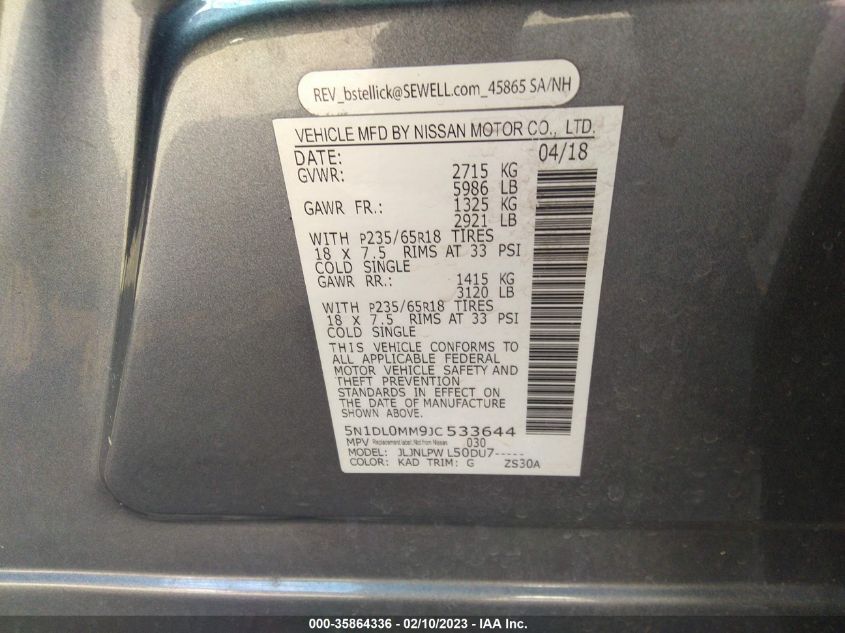 REV_bstellick@SEWELL.com_45865 SA/NH
VEHICLE MFD BY NISSAN MOTOR CO., LTD.
DATE: 04/18
GVWR: 2715 KG
5986 LB
GAWR FR.: 1325 KG
2921 LB
WITH P235/65R18 TIRES
18 X 7.5 RIMS AT 33 PSI
COLD SINGLE
GAWR RR.: 1415 KG
3120 LB
WITH P235/65R18 TIRES
18 X 7.5 RIMS AT 33 PSI
COLD SINGLE
THIS VEHICLE CONFORMS TO
ALL APPLICABLE FEDERAL
MOTOR VEHICLE SAFETY AND
THEFT PREVENTION
STANDARDS IN EFFECT ON
THE DATE OF MANUFACTURE
SHOWN ABOVE.
5N1DL0MM9JC533644
MPV Replacement label, Not from Nissan 030
MODEL: JLJNLPW L50DU7-----
COLOR: KAD TRIM: G ZS30A
000-35864336 - 02/10/2023 - IAA Inc.